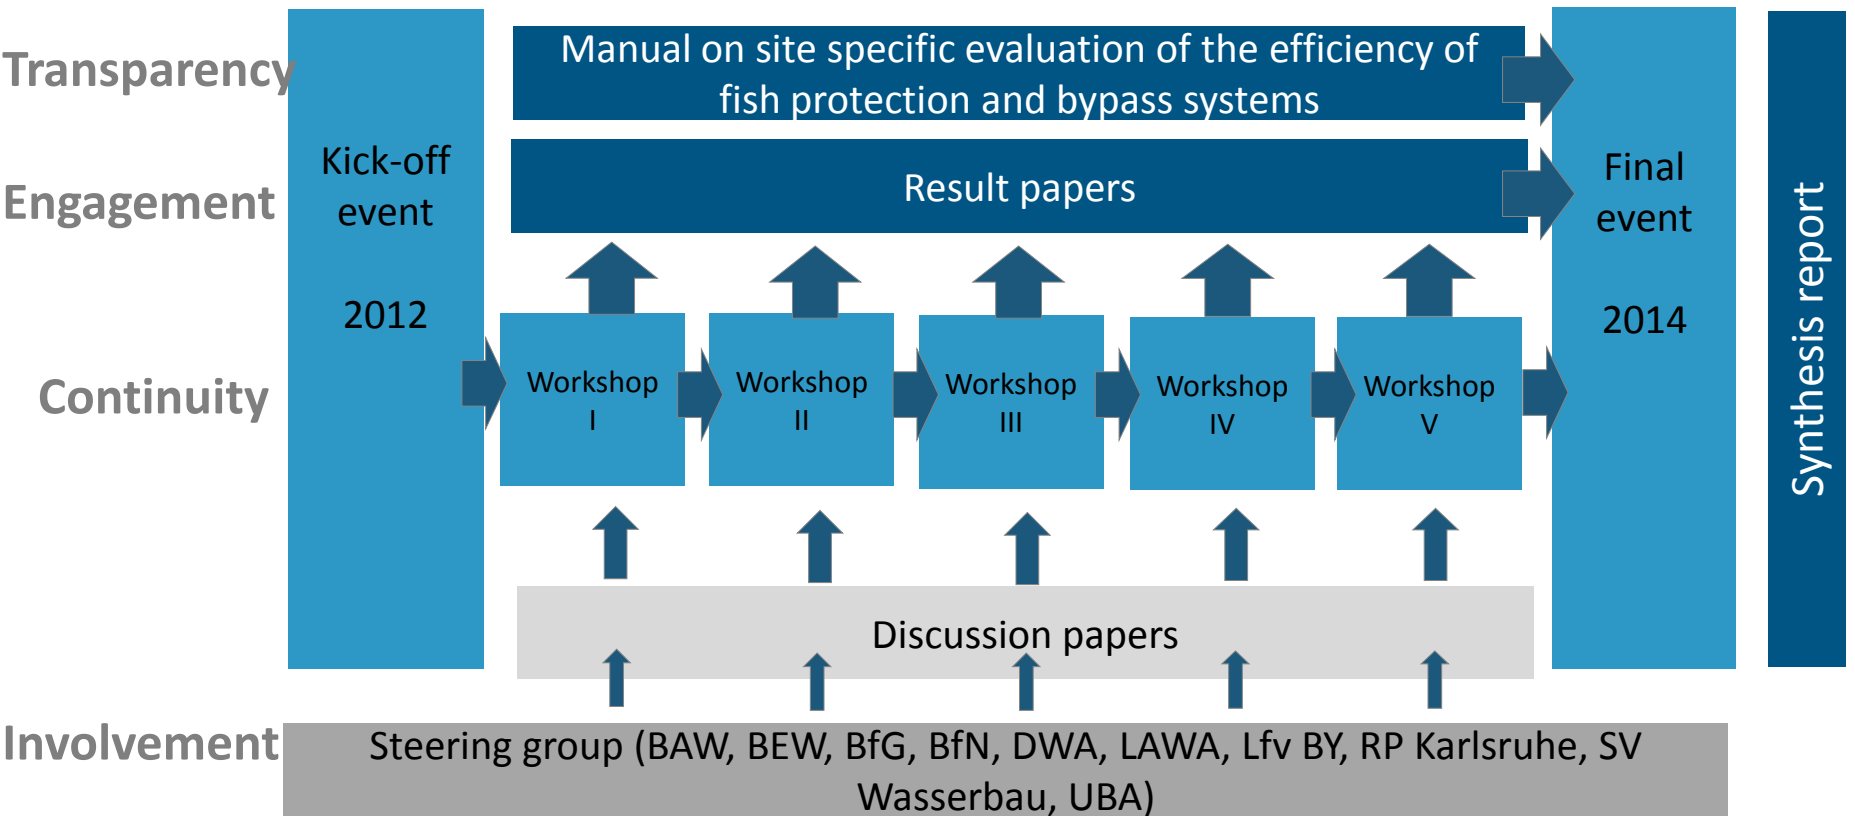 Transparency
Engagement
Continuity
Involvement
Kick-off
event
2012
Manual on site specific evaluation of the efficiency of
fish protection and bypass systems
Result papers
Workshop
I
Workshop
II
Workshop
III
Workshop
IV
Workshop
V
Discussion papers
Steering group (BAW, BEW, BfG, BfN, DWA, LAWA, Lfv BY, RP Karlsruhe, SV
Wasserbau, UBA)
Final
event
2014
Synthesis report